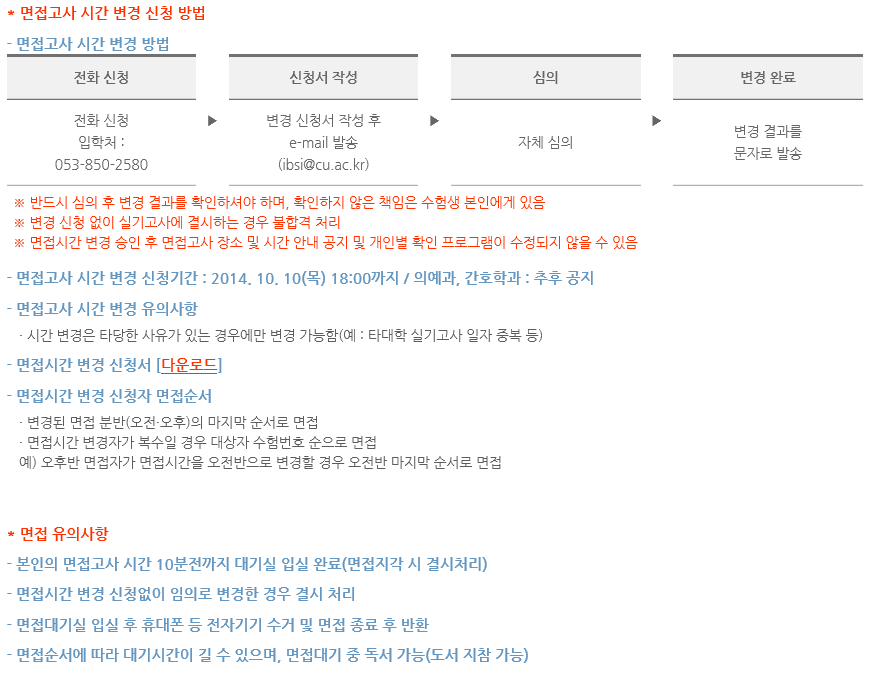 * 면접고사 시간 변경 신청 방법
- 면접고사 시간 변경 방법
전화 신청
신청서 작성
심의
변경 완료
전화 신청
입학처 :
053-850-2580
▶
변경 신청서 작성 후
e-mail 발송
(ibsi@cu.ac.kr)
▶
자체 심의
▶
변경 결과를
문자로 발송
※ 반드시 심의 후 변경 결과를 확인하셔야 하며, 확인하지 않은 책임은 수험생 본인에게 있음
※ 변경 신청 없이 실기고사에 결시하는 경우 불합격 처리
※ 면접시간 변경 승인 후 면접고사 장소 및 시간 안내 공지 및 개인별 확인 프로그램이 수정되지 않을 수 있음
- 면접고사 시간 변경 신청기간 : 2014. 10. 10(목) 18:00까지 / 의예과, 간호학과 : 추후 공지
- 면접고사 시간 변경 유의사항
· 시간 변경은 타당한 사유가 있는 경우에만 변경 가능함(예 : 타대학 실기고사 일자 중복 등)
- 면접시간 변경 신청서 [다운로드]
- 면접시간 변경 신청자 면접순서
· 변경된 면접 분반(오전·오후)의 마지막 순서로 면접
· 면접시간 변경자가 복수일 경우 대상자 수험번호 순으로 면접
예) 오후반 면접자가 면접시간을 오전반으로 변경할 경우 오전반 마지막 순서로 면접
* 면접 유의사항
- 본인의 면접고사 시간 10분전까지 대기실 입실 완료(면접지각 시 결시처리)
- 면접시간 변경 신청없이 임의로 변경한 경우 결시 처리
- 면접대기실 입실 후 휴대폰 등 전자기기 수거 및 면접 종료 후 반환
- 면접순서에 따라 대기시간이 길 수 있으며, 면접대기 중 독서 가능(도서 지참 가능)